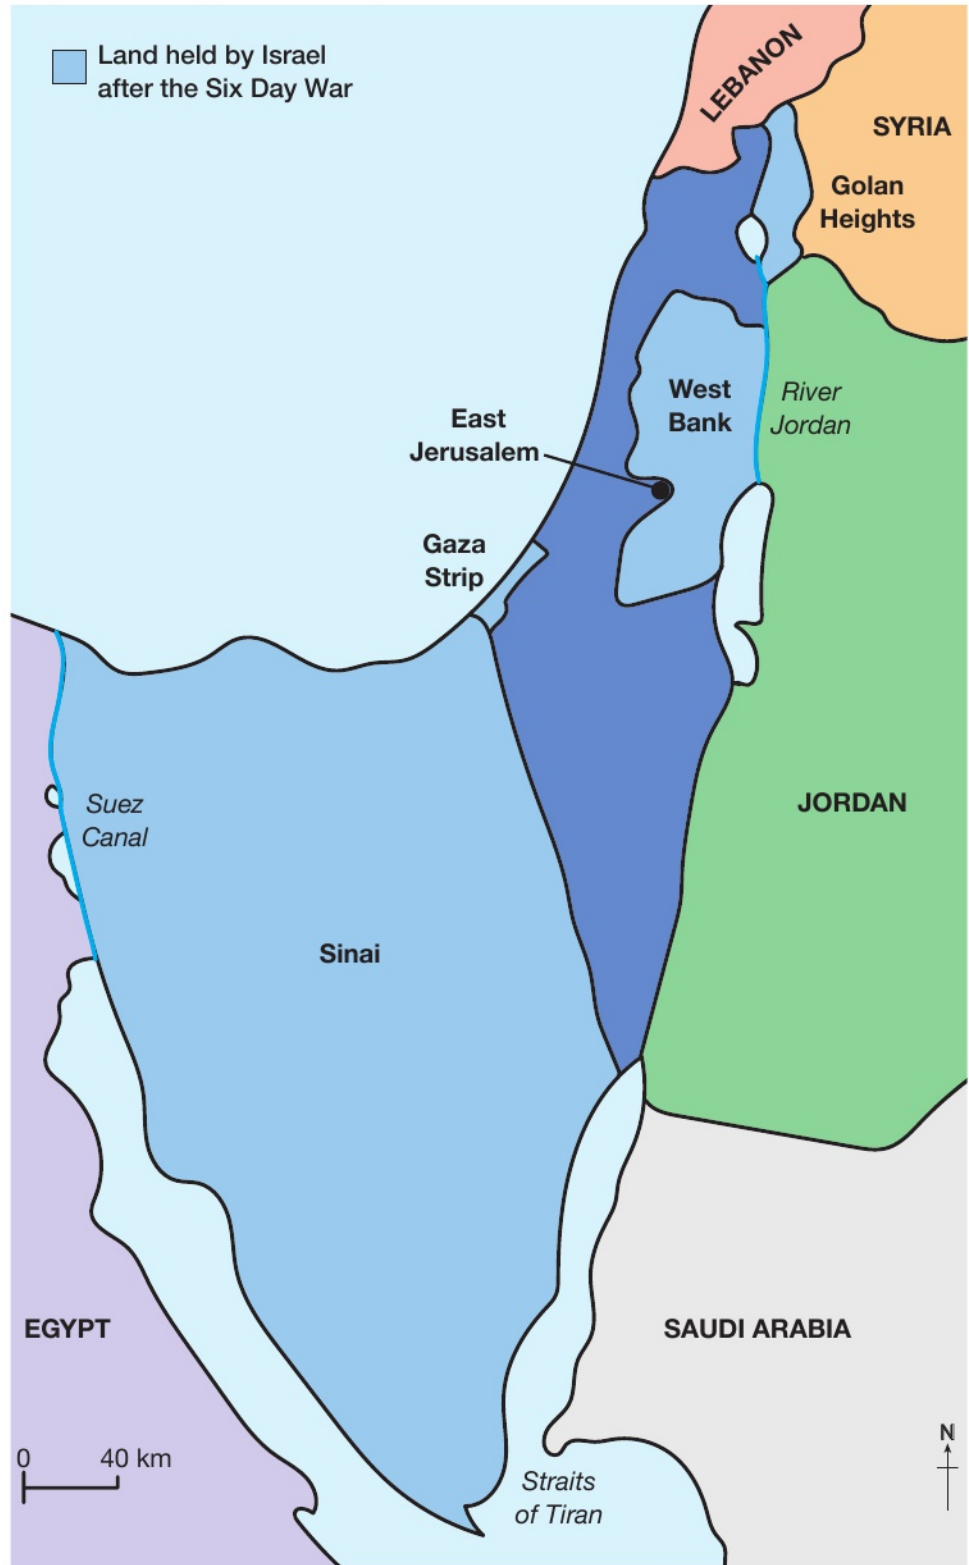 Land held by Israel
after the Six Day War
LEBANON
SYRIA
Golan
Heights
West
Bank
River
Jordan
East
Jerusalem
Gaza
Strip
Suez
Canal
JORDAN
Sinai
EGYPT
SAUDI ARABIA
0 40 km
Straits
of Tiran
N